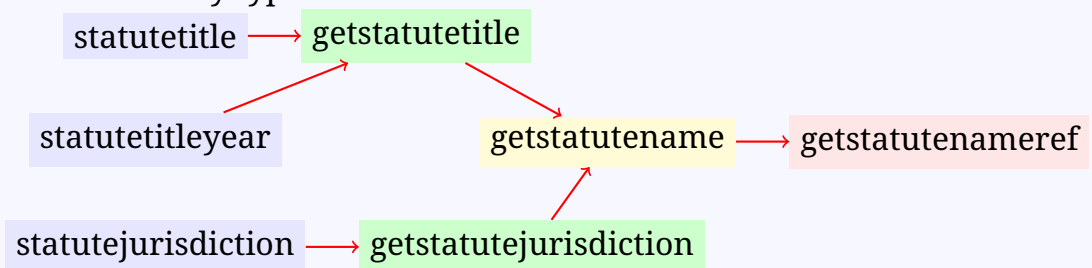 statutetitle
getstatutetitle
statutetitleyear
getstatutename
getstatutenameref
statutejurisdiction
getstatutejurisdiction